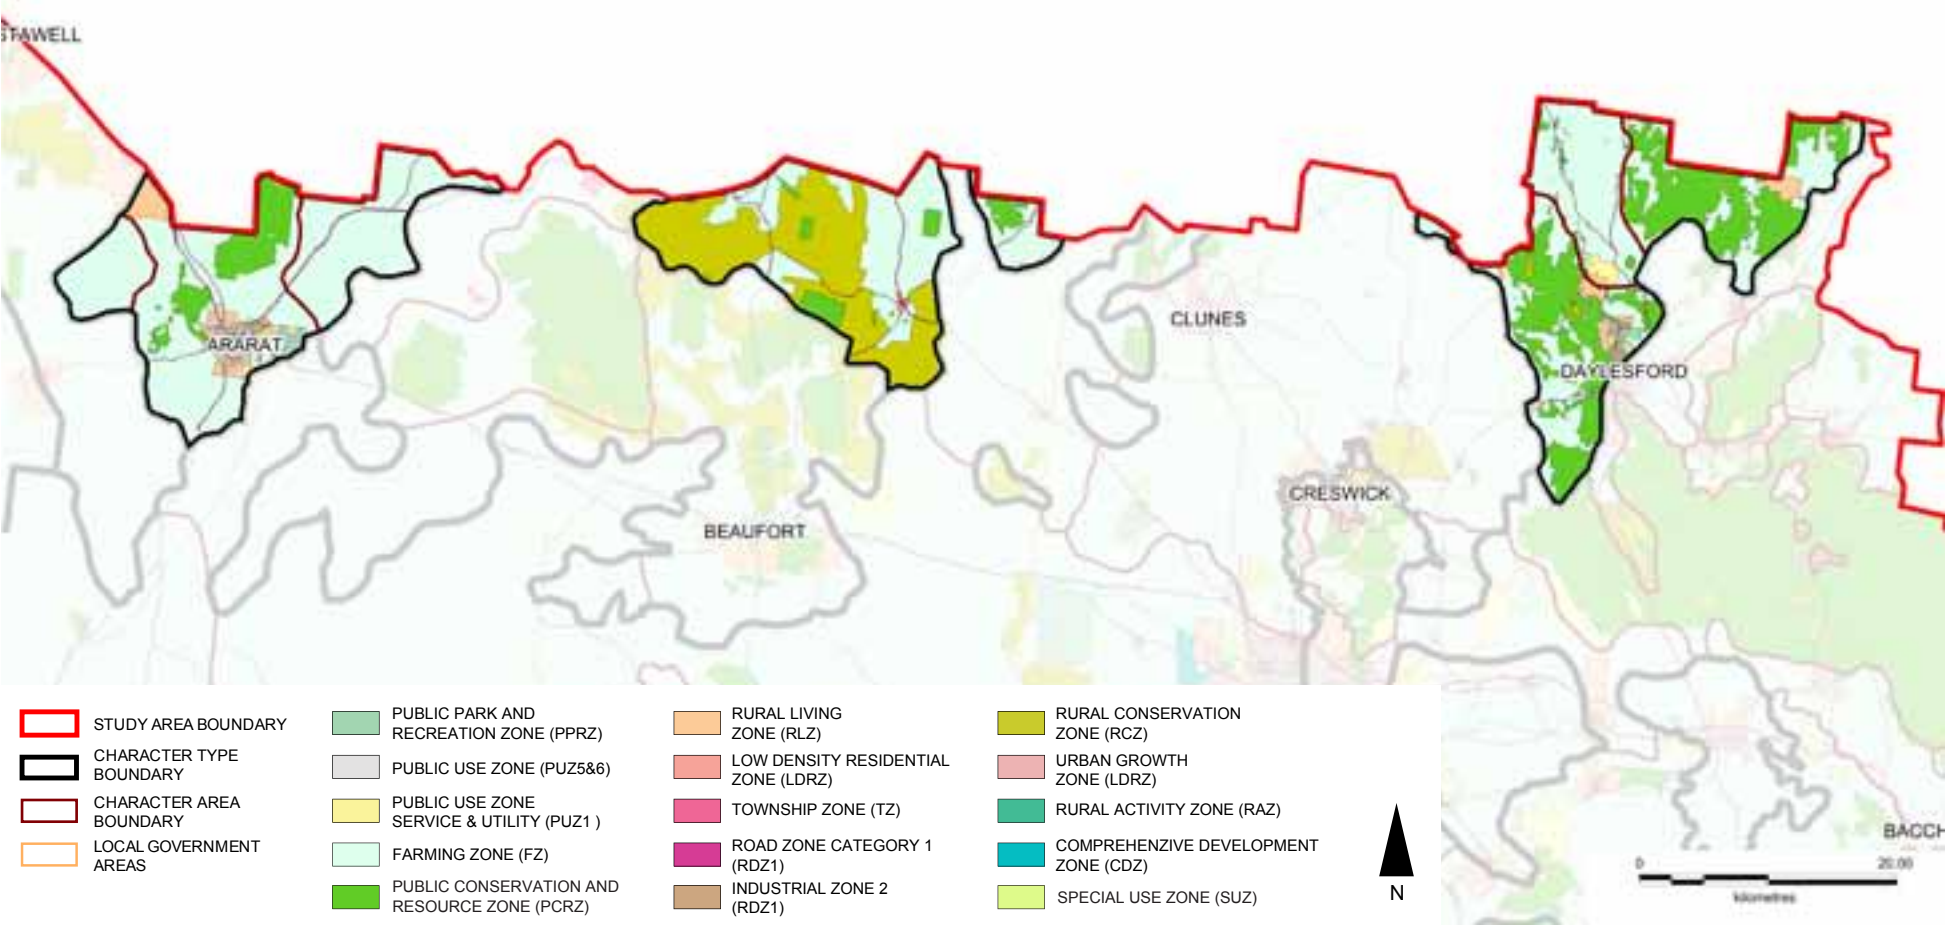 STAWELL
CLUNES
ARARAT
DAYLESFORD
CRESWICK
BEAUFORT
BACCH
STUDY AREA BOUNDARY
CHARACTER TYPE
BOUNDARY
CHARACTER AREA
BOUNDARY
LOCAL GOVERNMENT
AREAS
PUBLIC PARK AND
RECREATION ZONE (PPRZ)
PUBLIC USE ZONE (PUZ5&6)
PUBLIC USE ZONE
SERVICE & UTILITY (PUZ1 )
FARMING ZONE (FZ)
PUBLIC CONSERVATION AND
RESOURCE ZONE (PCRZ)
RURAL LIVING
ZONE (RLZ)
LOW DENSITY RESIDENTIAL
ZONE (LDRZ)
TOWNSHIP ZONE (TZ)
ROAD ZONE CATEGORY 1
(RDZ1)
INDUSTRIAL ZONE 2
(RDZ1)
RURAL CONSERVATION
ZONE (RCZ)
URBAN GROWTH
ZONE (LDRZ)
RURAL ACTIVITY ZONE (RAZ)
COMPREHENZIVE DEVELOPMENT
ZONE (CDZ)
SPECIAL USE ZONE (SUZ)
N
0 20.00
kilometres